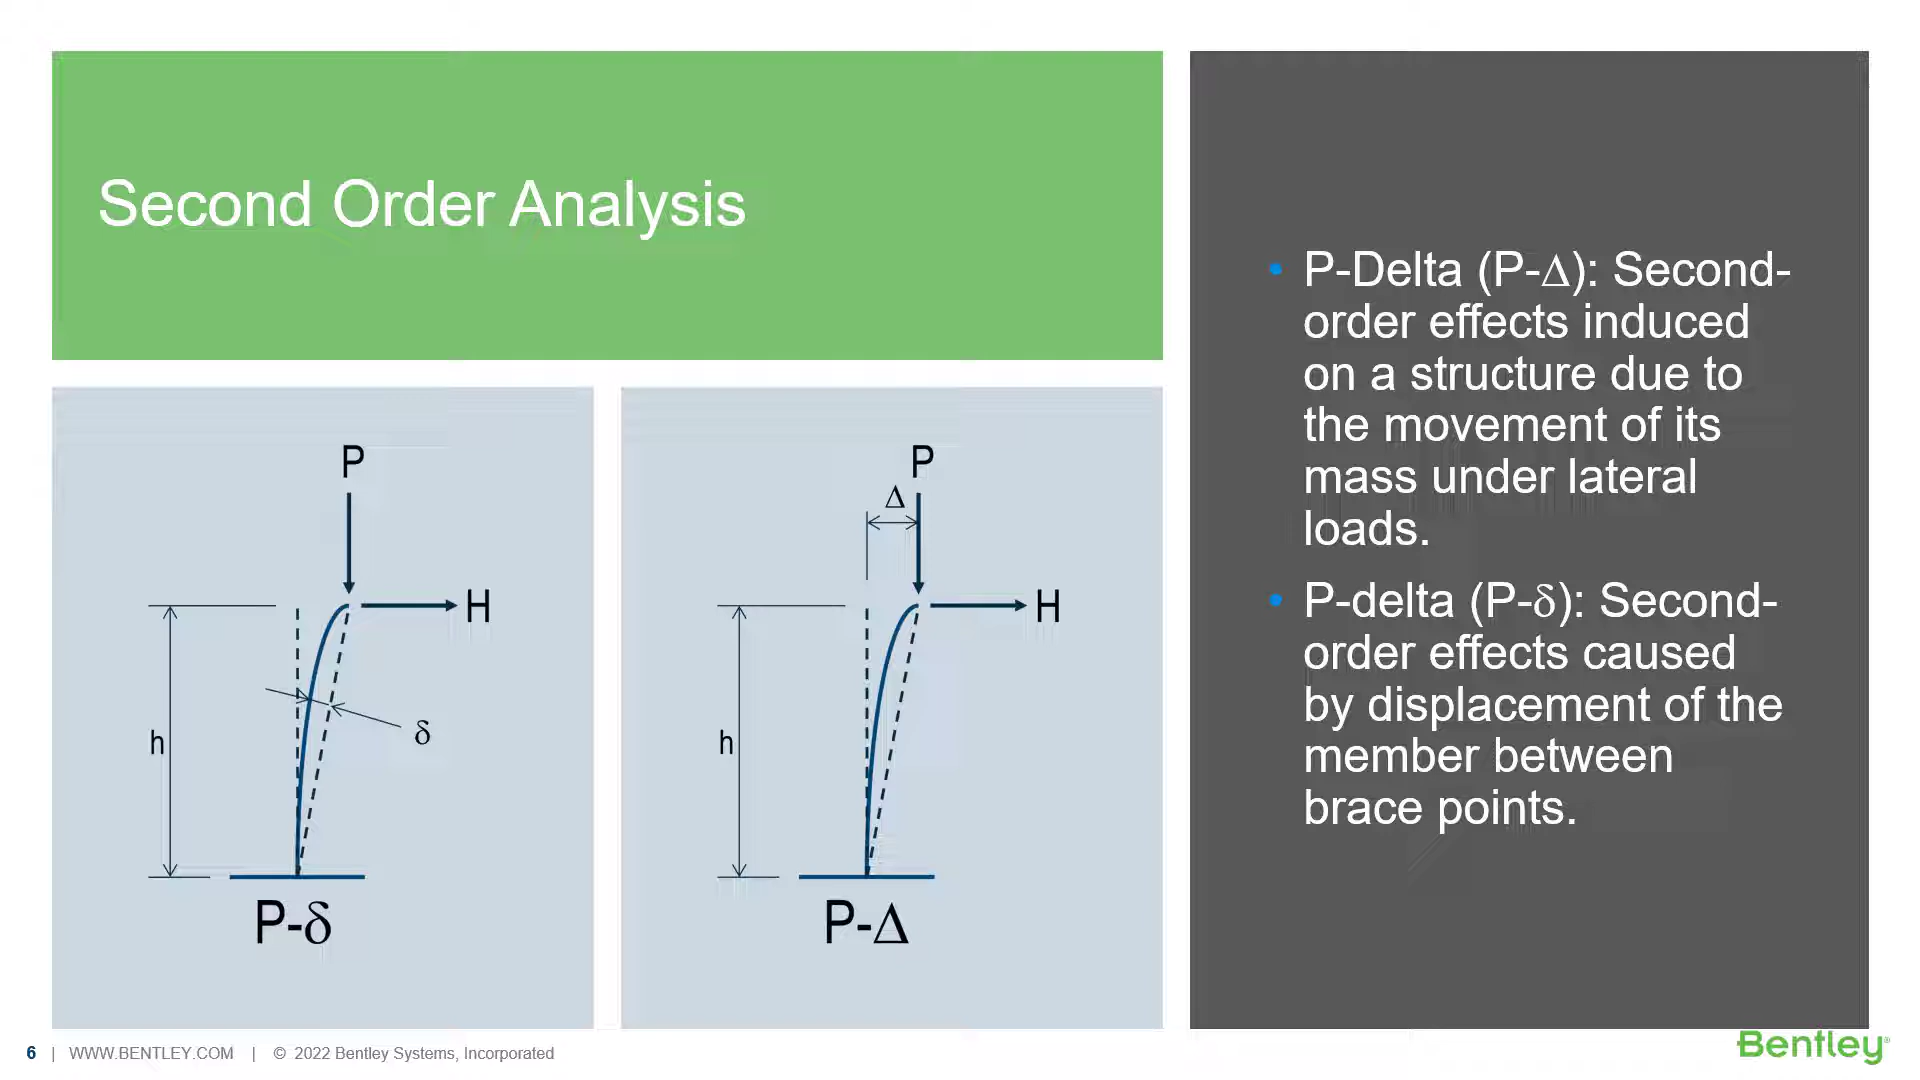 Second Order Analysis
P
H
h
δ
P-δ
P
Δ
H
h
P-Δ
• P-Delta (P-Δ): Second-
order effects induced
on a structure due to
the movement of its
mass under lateral
loads.
• P-delta (P-δ): Second-
order effects caused
by displacement of the
member between
brace points.
6 | WWW.BENTLEY.COM | © 2022 Bentley Systems, Incorporated
Bentley®